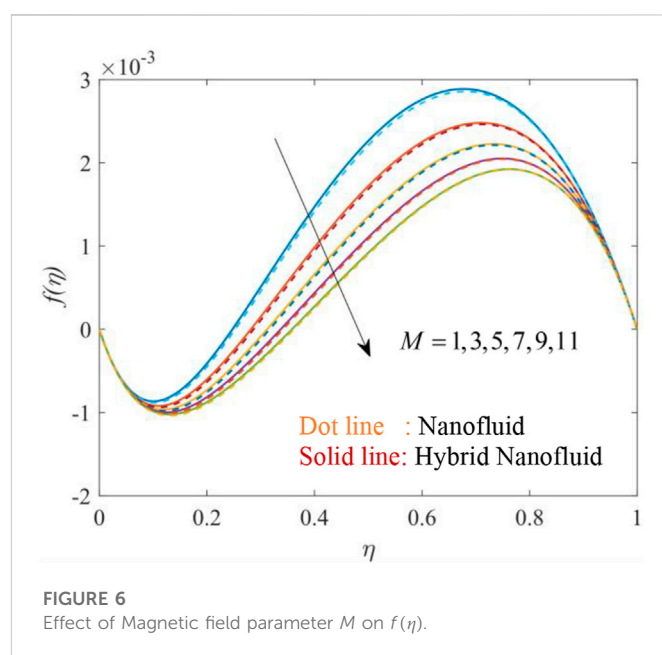 ×10⁻³
3
2
1
0
-1
-2
f(η)
M = 1,3,5,7,9,11
Dot line : Nanofluid
Solid line: Hybrid Nanofluid
0 0.2 0.4 0.6 0.8 1
η
FIGURE 6
Effect of Magnetic field parameter M on f(η).